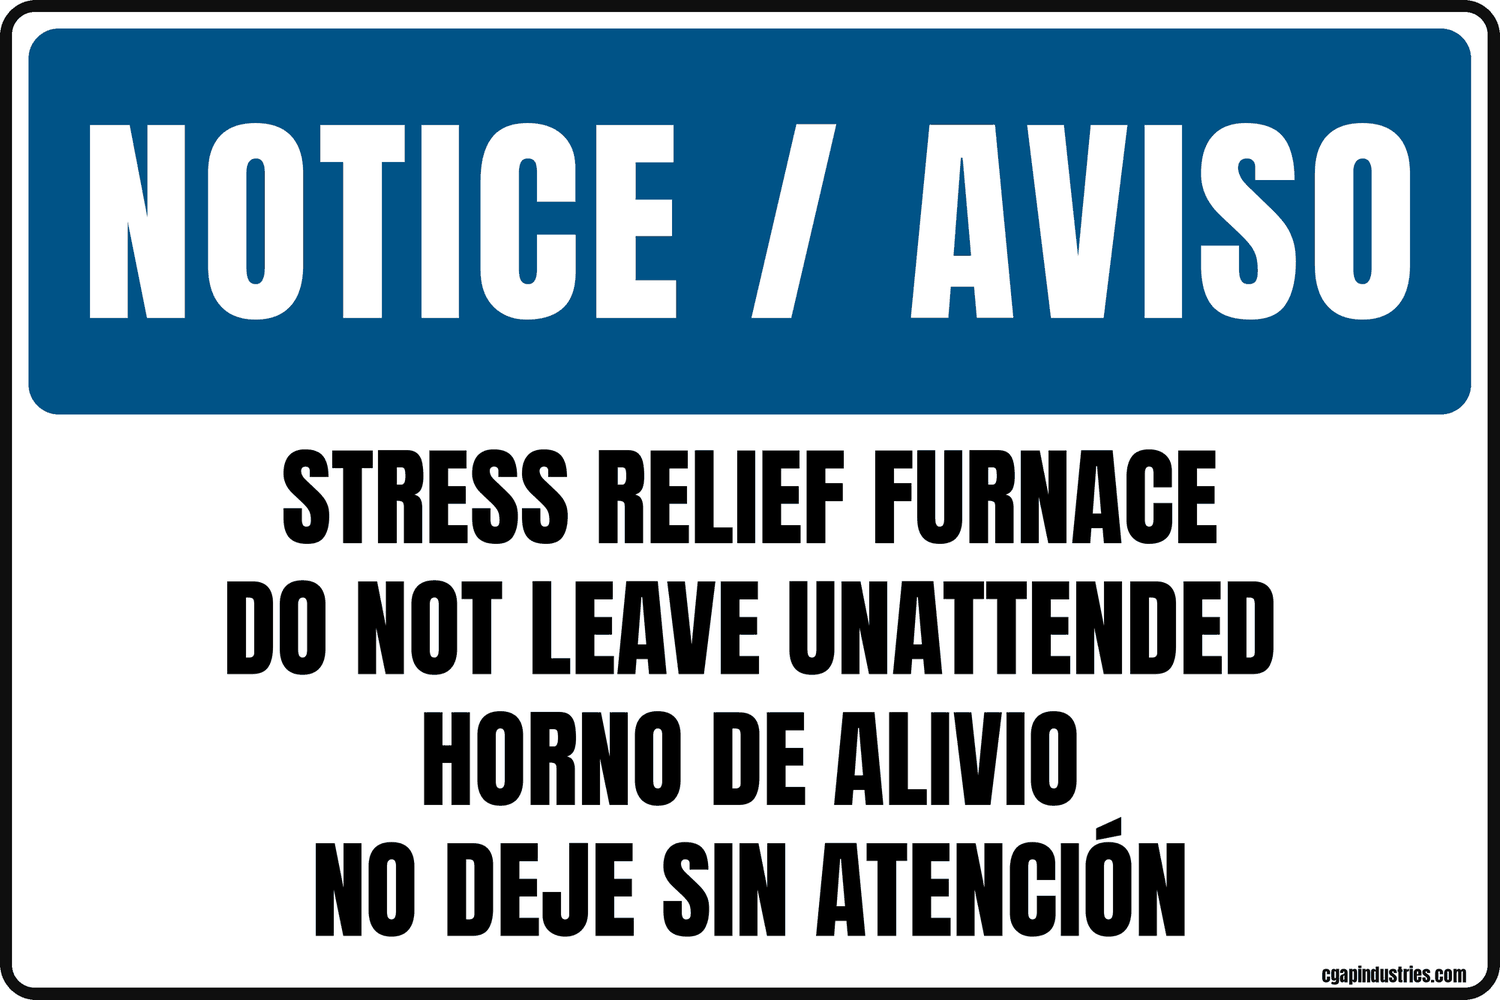 NOTICE / AVISO
STRESS RELIEF FURNACE
DO NOT LEAVE UNATTENDED
HORNO DE ALIVIO
NO DEJE SIN ATENCIÓN
cgapindustries.com